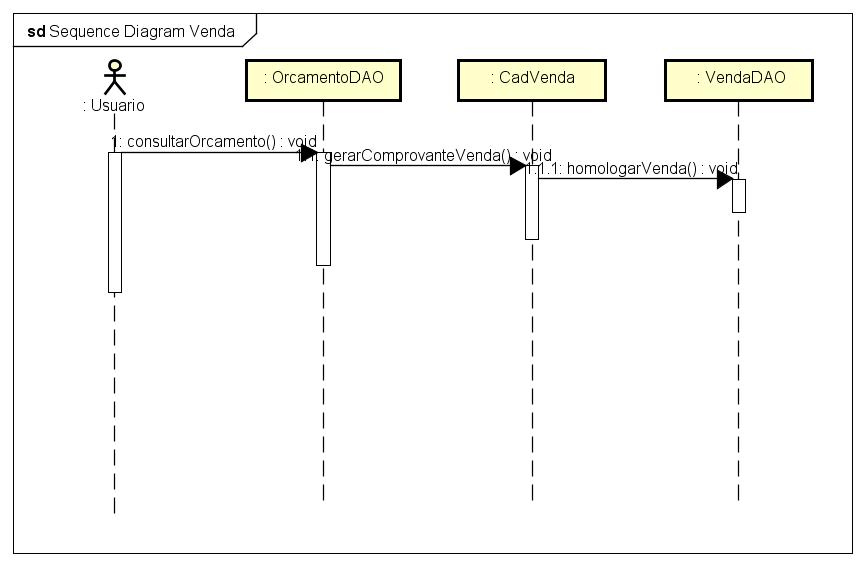 sd Sequence Diagram Venda
: Usuario
: OrcamentoDAO
: CadVenda
: VendaDAO
1: consultarOrcamento() : void
1.1: gerarComprovanteVenda() : void
1.1.1: homologarVenda() : void